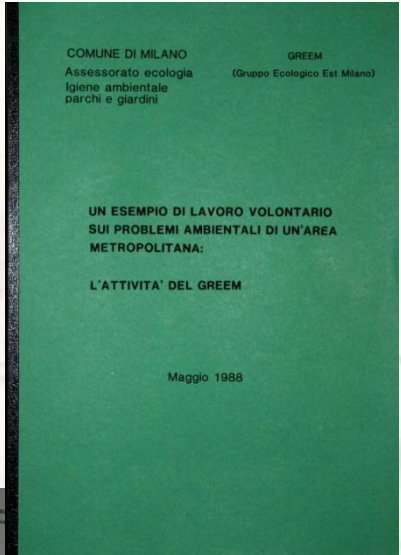 COMUNE DI MILANO
Assessorato ecologia
Igiene ambientale
parchi e giardini
GREEM
(Gruppo Ecologico Est Milano)
UN ESEMPIO DI LAVORO VOLONTARIO
SUI PROBLEMI AMBIENTALI DI UN'AREA
METROPOLITANA:
L'ATTIVITA' DEL GREEM
Maggio 1988